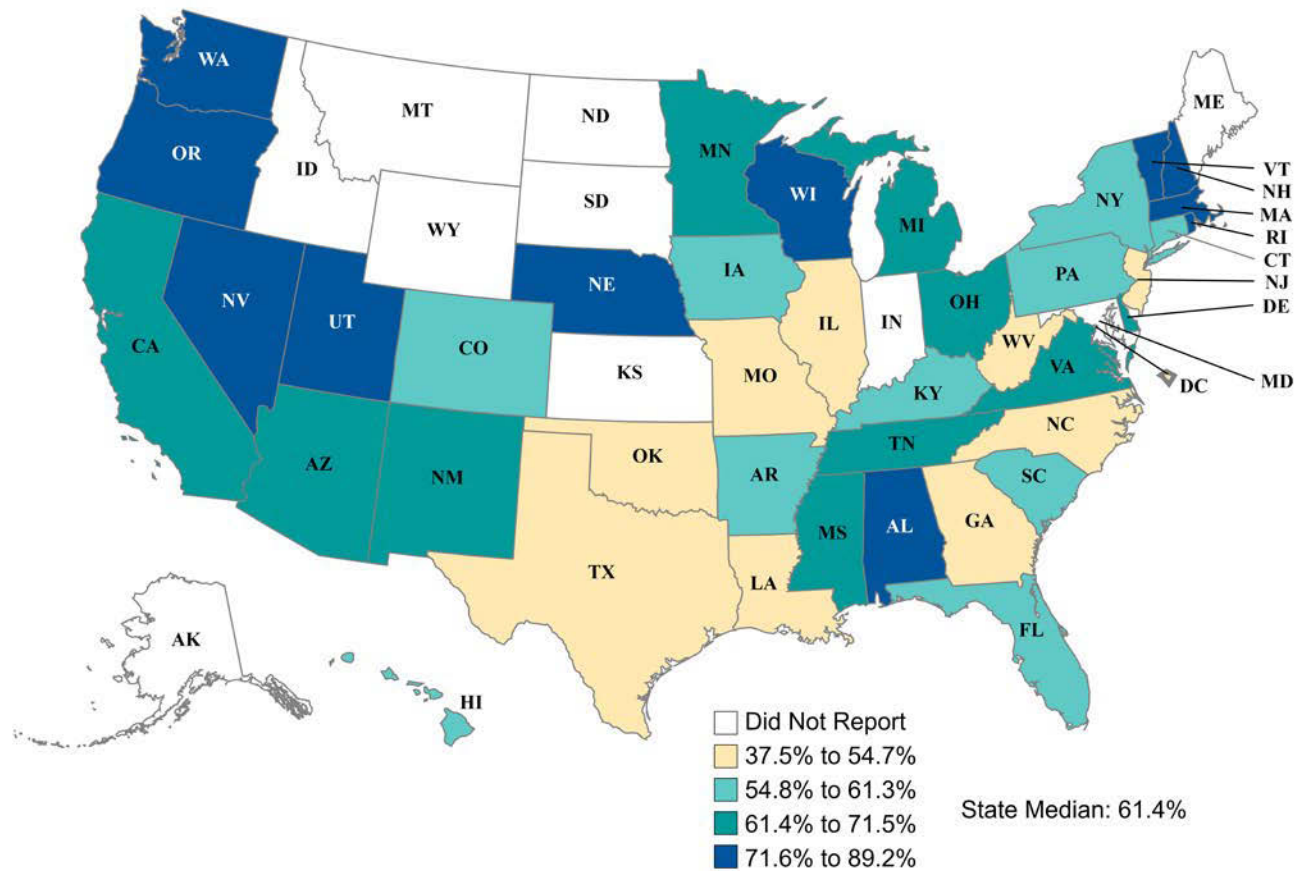 WA
MT
ND
ME
OR
MN
ID
SD
WI
VT
NH
WY
NY
MA
MI
RI
IA
CT
NE
PA
NJ
NV
OH
DE
UT
IL
IN
CA
CO
WV
KS
MO
VA
DC
MD
KY
NC
TN
AZ
OK
NM
AR
SC
MS
AL
GA
TX
LA
FL
AK
HI
Did Not Report
37.5% to 54.7%
54.8% to 61.3%
61.4% to 71.5%
71.6% to 89.2%
State Median: 61.4%